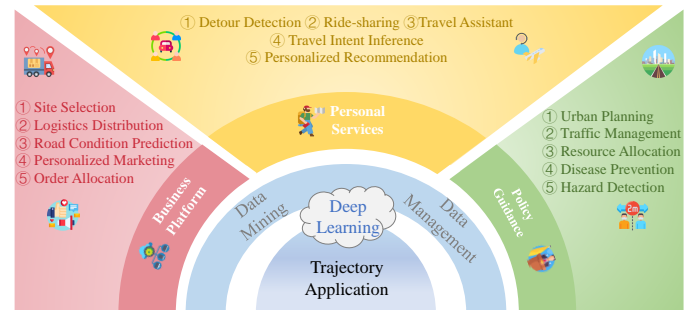 ① Detour Detection ② Ride-sharing ③Travel Assistant
④ Travel Intent Inference
⑤ Personalized Recommendation
Personal
Services
① Site Selection
② Logistics Distribution
③ Road Condition Prediction
④ Personalized Marketing
⑤ Order Allocation
Business
Platform
① Urban Planning
② Traffic Management
③ Resource Allocation
④ Disease Prevention
⑤ Hazard Detection
2m
Policy
Guidance
Data
Mining
Deep
Learning
Data
Management
Trajectory
Application